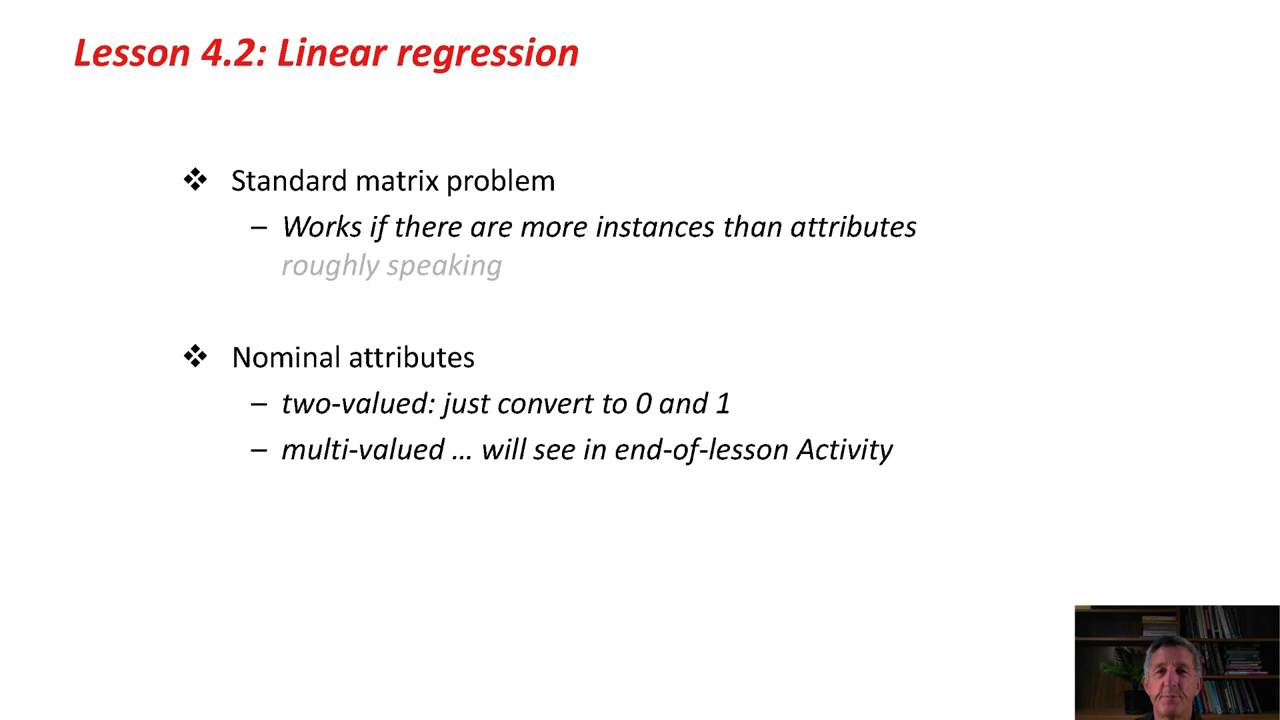 Lesson 4.2: Linear regression
❖ Standard matrix problem
– Works if there are more instances than attributes
roughly speaking
❖ Nominal attributes
– two-valued: just convert to 0 and 1
– multi-valued … will see in end-of-lesson Activity